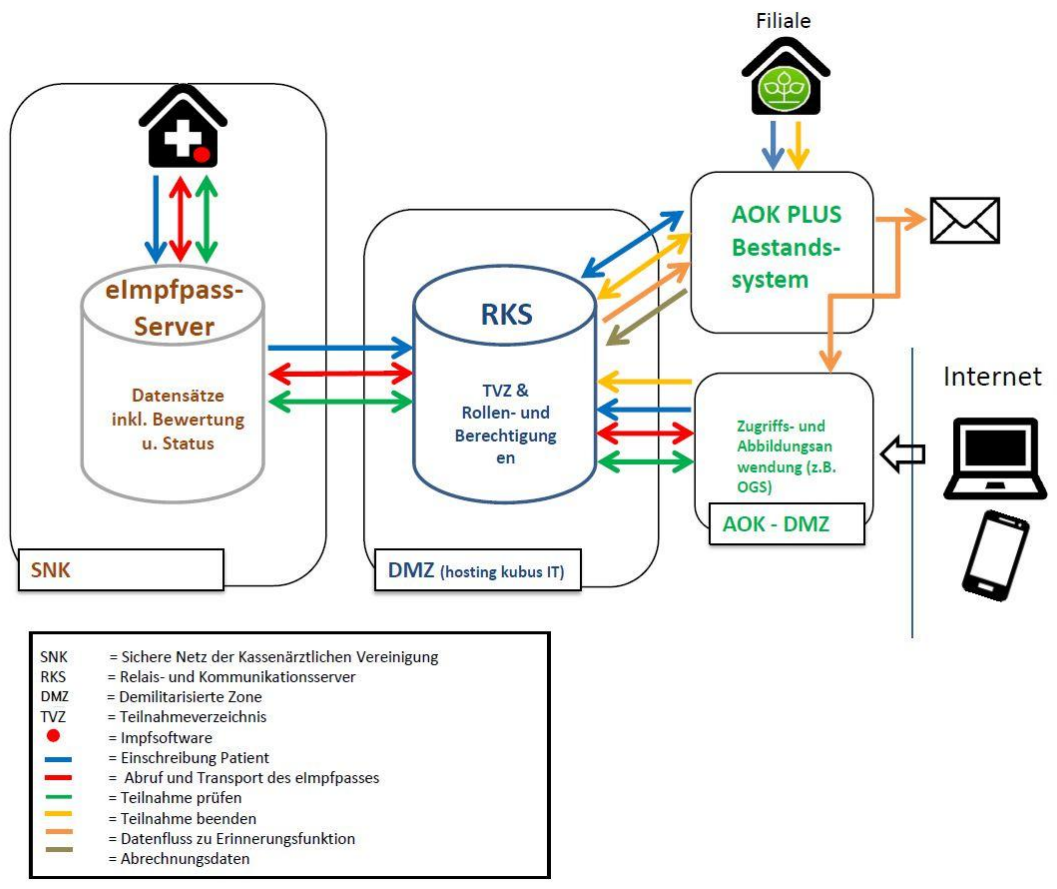 Filiale
AOK PLUS
Bestands-
system
eImpfpass-
Server
Datensätze
inkl. Bewertung
u. Status
SNK
RKS
TVZ &
Rollen- und
Berechtigung
en
DMZ (hosting kubus IT)
Zugriffs- und
Abbildungsan
wendung (z.B.
OGS)
AOK - DMZ
Internet
SNK = Sichere Netz der Kassenärztlichen Vereinigung
RKS = Relais- und Kommunikationsserver
DMZ = Demilitarisierte Zone
TVZ = Teilnahmeverzeichnis
= Impfsoftware
= Einschreibung Patient
= Abruf und Transport des eImpfpasses
= Teilnahme prüfen
= Teilnahme beenden
= Datenfluss zu Erinnerungsfunktion
= Abrechnungsdaten